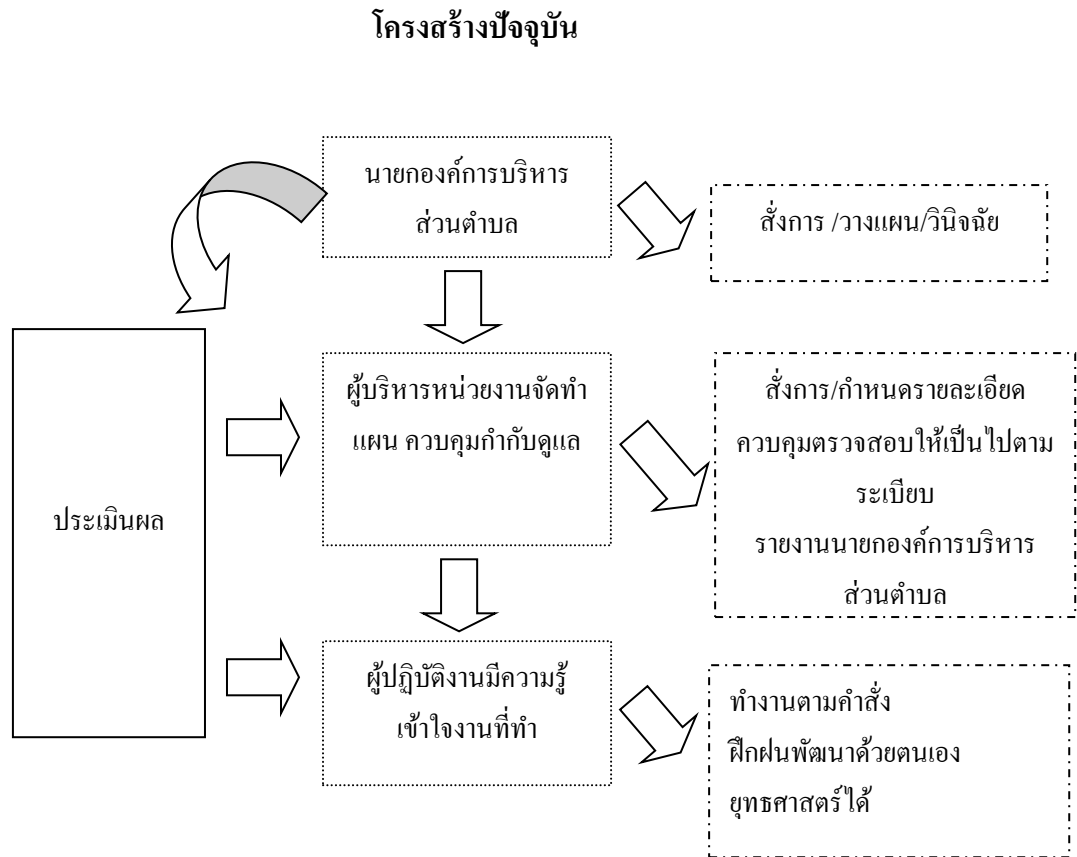 โครงสร้างปัจจุบัน
นายกองค์การบริหาร
ส่วนตำบล
สั่งการ /วางแผน/วินิจฉัย
ผู้บริหารหน่วยงานจัดทำ
แผน ควบคุมกำกับดูแล
สั่งการ/กำหนดรายละเอียด
ควบคุมตรวจสอบให้เป็นไปตาม
ระเบียบ
รายงานนายกองค์การบริหาร
ส่วนตำบล
ประเมินผล
ผู้ปฏิบัติงานมีความรู้
เข้าใจงานที่ทำ
ทำงานตามคำสั่ง
ฝึกฝนพัฒนาด้วยตนเอง
ยุทธศาสตร์ได้